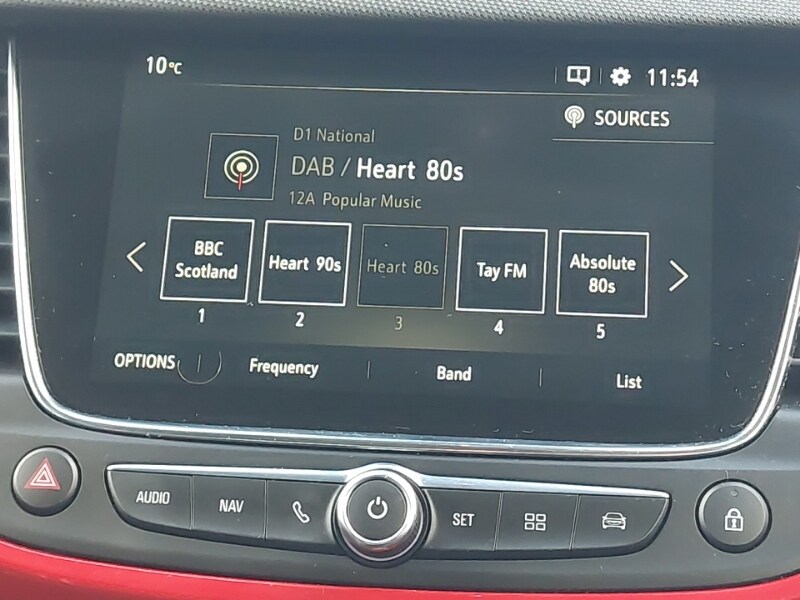 10°C 11:54
SOURCES
D1 National
DAB / Heart 80s
12A Popular Music
BBC
Scotland
Heart 90s
Heart 80s
Tay FM
Absolute
80s
1 2 3 4 5
OPTIONS Frequency Band List
AUDIO NAV SET